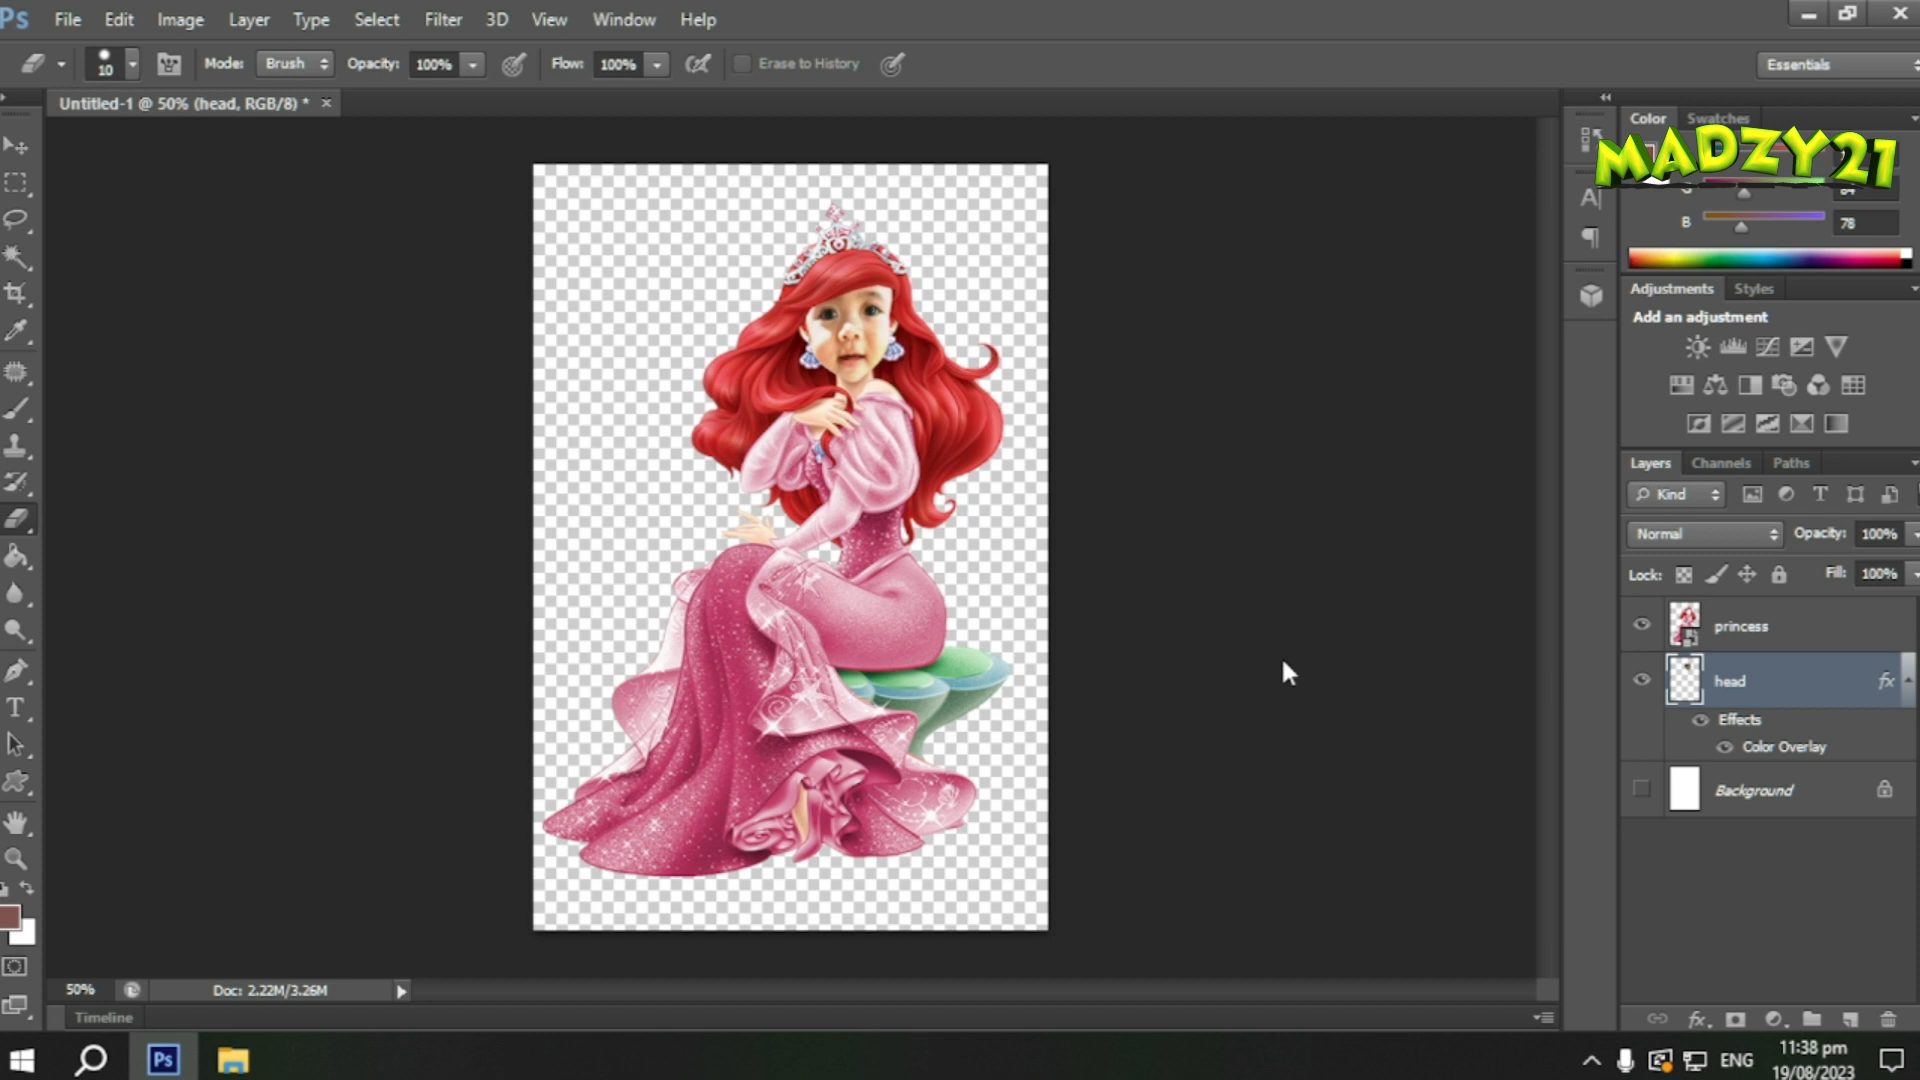 Ps File Edit Image Layer Type Select Filter 3D View Window Help
10 Mode: Brush Opacity: 100% Flow: 100% Erase to History Essentials
Untitled-1 @ 50% (head, RGB/8) * ×
Color Swatches
MADZY21
B 78
Adjustments Styles
Add an adjustment
Layers Channels Paths
Kind
Normal Opacity: 100%
Lock: Fill: 100%
princess
head fx
Effects
Color Overlay
Background
50% Doc: 2.22M/3.26M
Timeline
fx
Ps ENG 11:38 pm
19/08/2023